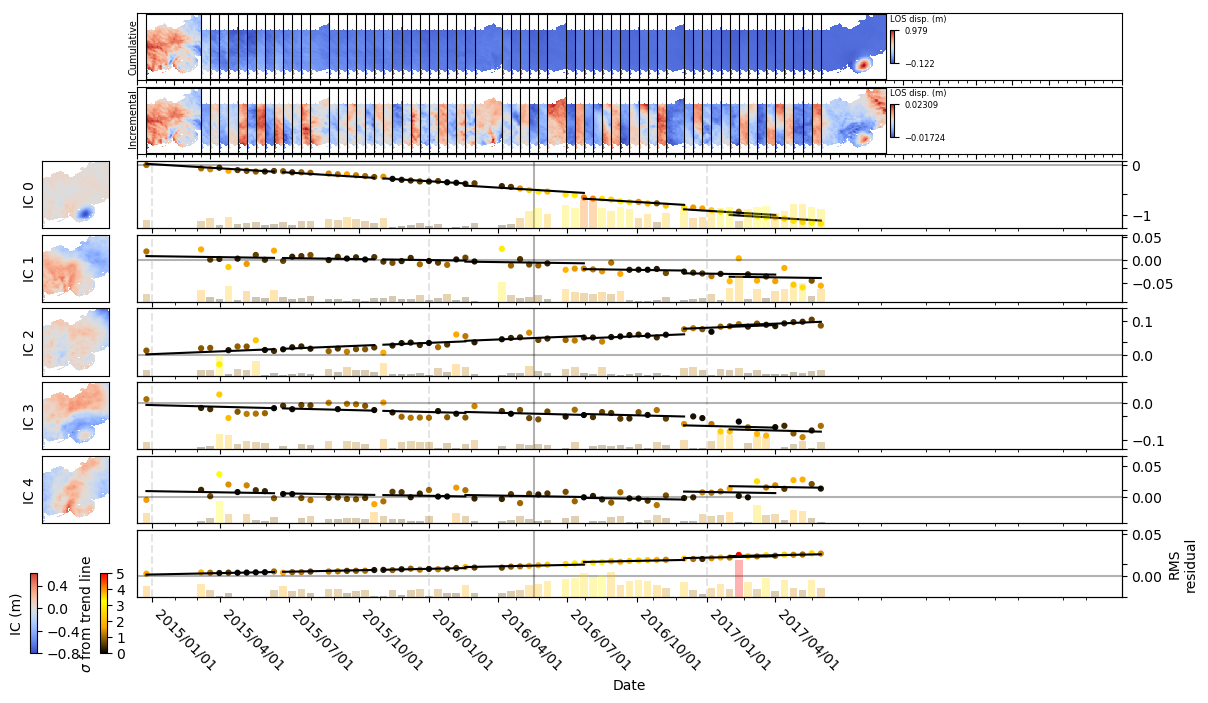 Cumulative
LOS disp. (m)
0.979
−0.122
Incremental
LOS disp. (m)
0.02309
−0.01724
IC 0
0
−1
IC 1
0.05
0.00
−0.05
IC 2
0.1
0.0
IC 3
0.0
−0.1
IC 4
0.05
0.00
0.05
0.00
RMS
residual
IC (m)
0.4
0.0
−0.4
−0.8
σ from trend line
5
4
3
2
1
0
2015/01/01
2015/04/01
2015/07/01
2015/10/01
2016/01/01
2016/04/01
2016/07/01
2016/10/01
2017/01/01
2017/04/01
Date